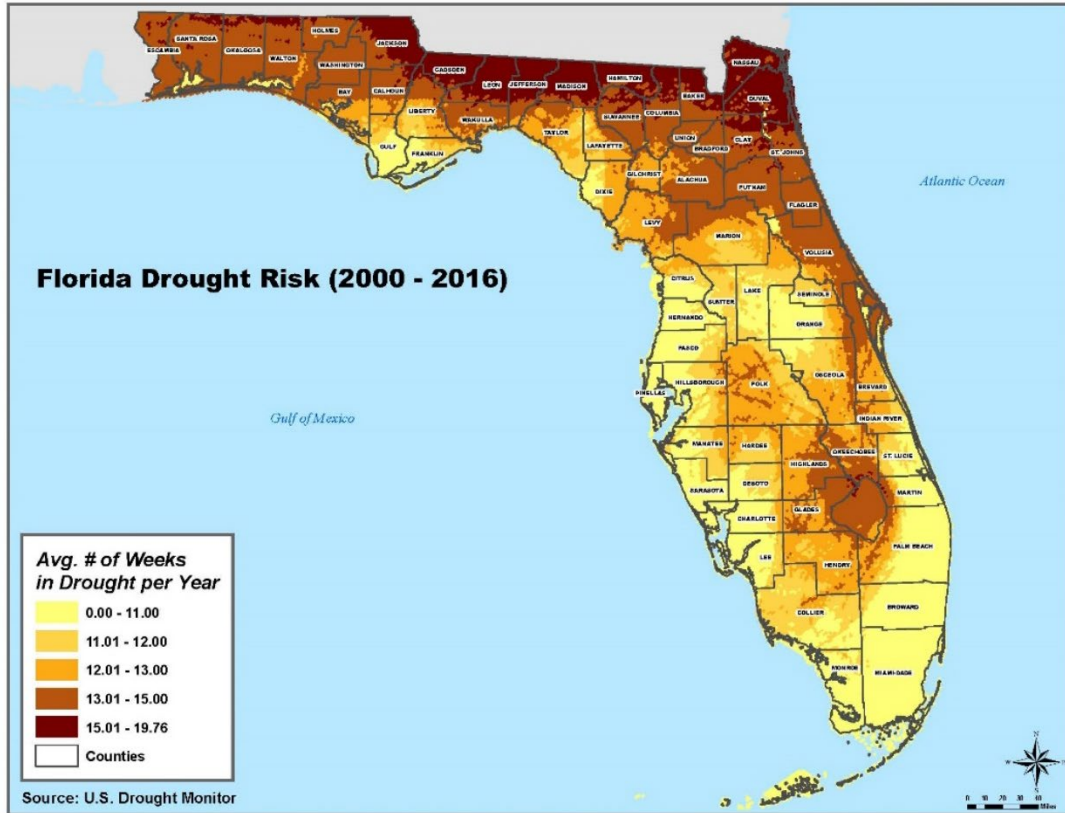 HOLMES
JACKSON
SANTA ROSA
ESCAMBIA
OKALOOSA
WALTON
WASHINGTON
NASSAU
GADSDEN
HAMILTON
LEON
JEFFERSON
MADISON
BAKER
DUVAL
BAY
CALHOUN
LIBERTY
WAKULLA
SUWANNEE
COLUMBIA
TAYLOR
UNION
CLAY
GULF
FRANKLIN
LAFAYETTE
BRADFORD
ST. JOHNS
GILCHRIST
ALACHUA
PUTNAM
Atlantic Ocean
DIXIE
FLAGLER
LEVY
MARION
VOLUSIA
Florida Drought Risk (2000 - 2016)
CITRUS
LAKE
SEMINOLE
SUMTER
HERNANDO
ORANGE
PASCO
OSCEOLA
HILLSBOROUGH
POLK
BREVARD
PINELLAS
Gulf of Mexico
INDIAN RIVER
MANATEE
HARDEE
OKEECHOBEE
ST. LUCIE
HIGHLANDS
SARASOTA
DESOTO
MARTIN
GLADES
CHARLOTTE
PALM BEACH
LEE
HENDRY
COLLIER
BROWARD
MONROE
MIAMI-DADE
Avg. # of Weeks
in Drought per Year
0.00 - 11.00
11.01 - 12.00
12.01 - 13.00
13.01 - 15.00
15.01 - 19.76
Counties
Source: U.S. Drought Monitor
N
W
S
0 10 20 30 40
Miles